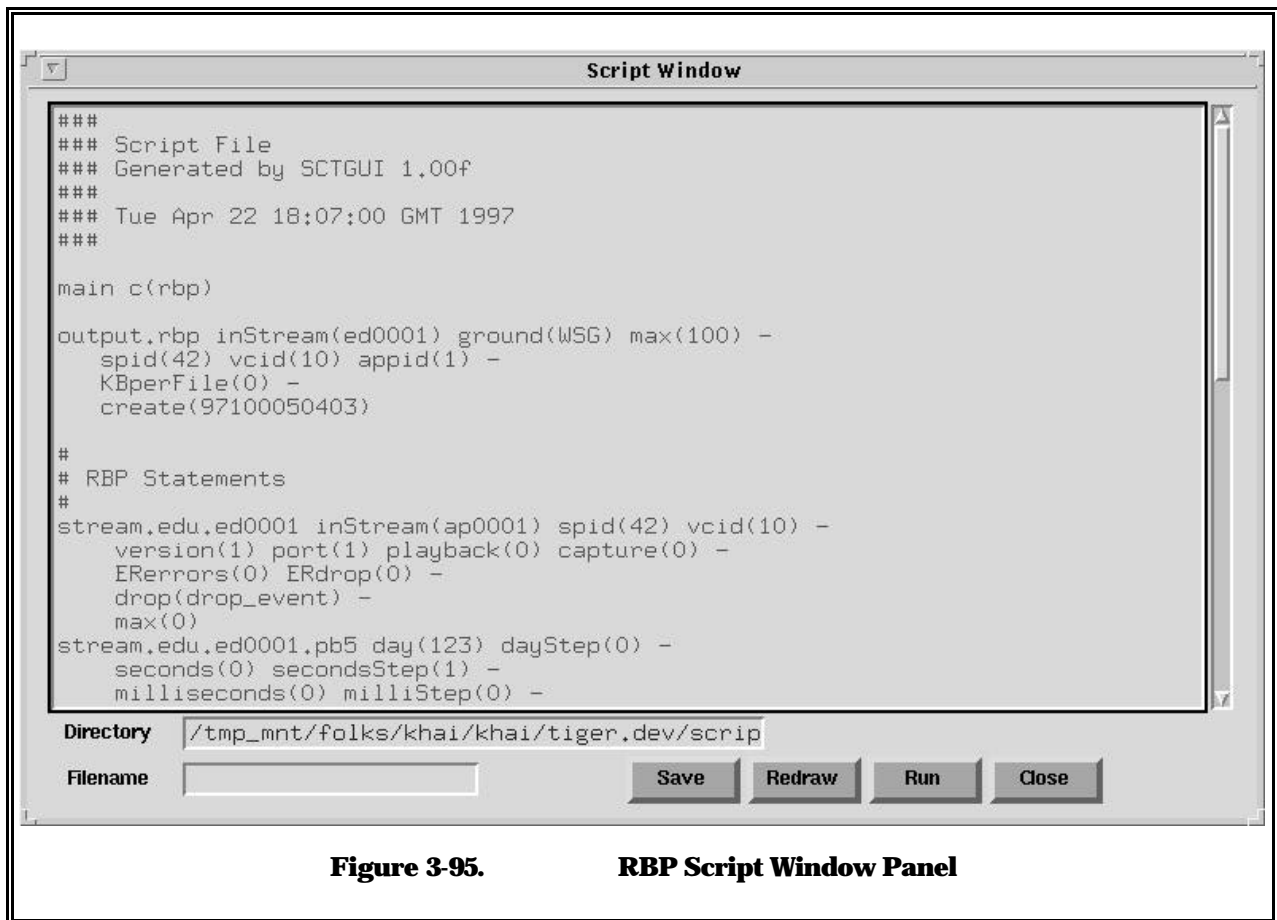 Script Window
###
### Script File
### Generated by SCTGUI 1.00f
###
### Tue Apr 22 18:07:00 GMT 1997
###
main c(rbp)
output.rbp inStream(ed0001) ground(WSG) max(100) -
spid(42) vcid(10) appid(1) -
KBperFile(0) -
create(97100050403)
#
# RBP Statements
#
stream.edu.ed0001 inStream(ap0001) spid(42) vcid(10) -
version(1) port(1) playback(0) capture(0) -
ERerrors(0) ERdrop(0) -
drop(drop_event) -
max(0)
stream.edu.ed0001.pb5 day(123) dayStep(0) -
seconds(0) secondsStep(1) -
milliseconds(0) milliStep(0) -
Directory /tmp_mnt/folks/khai/khai/tiger.dev/scrip
Filename Save Redraw Run Close
Figure 3-95. RBP Script Window Panel